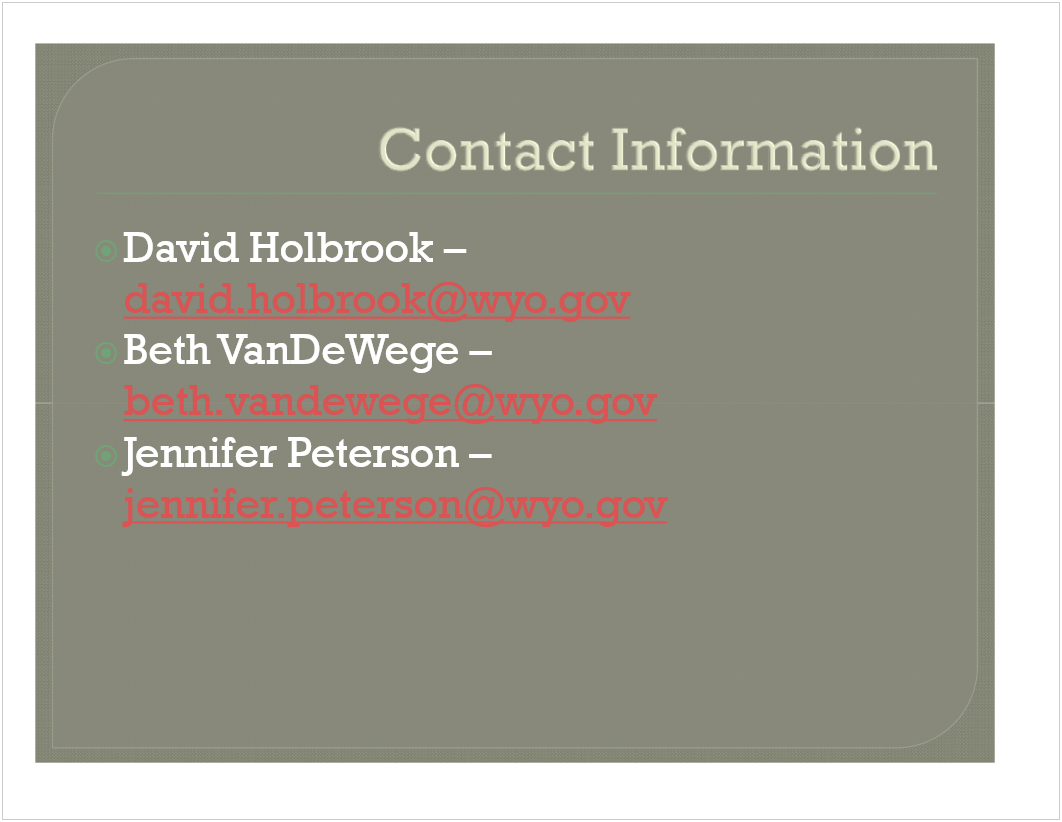 Contact Information
David Holbrook –
david.holbrook@wyo.gov
Beth VanDeWege –
beth.vandewege@wyo.gov
Jennifer Peterson –
jennifer.peterson@wyo.gov